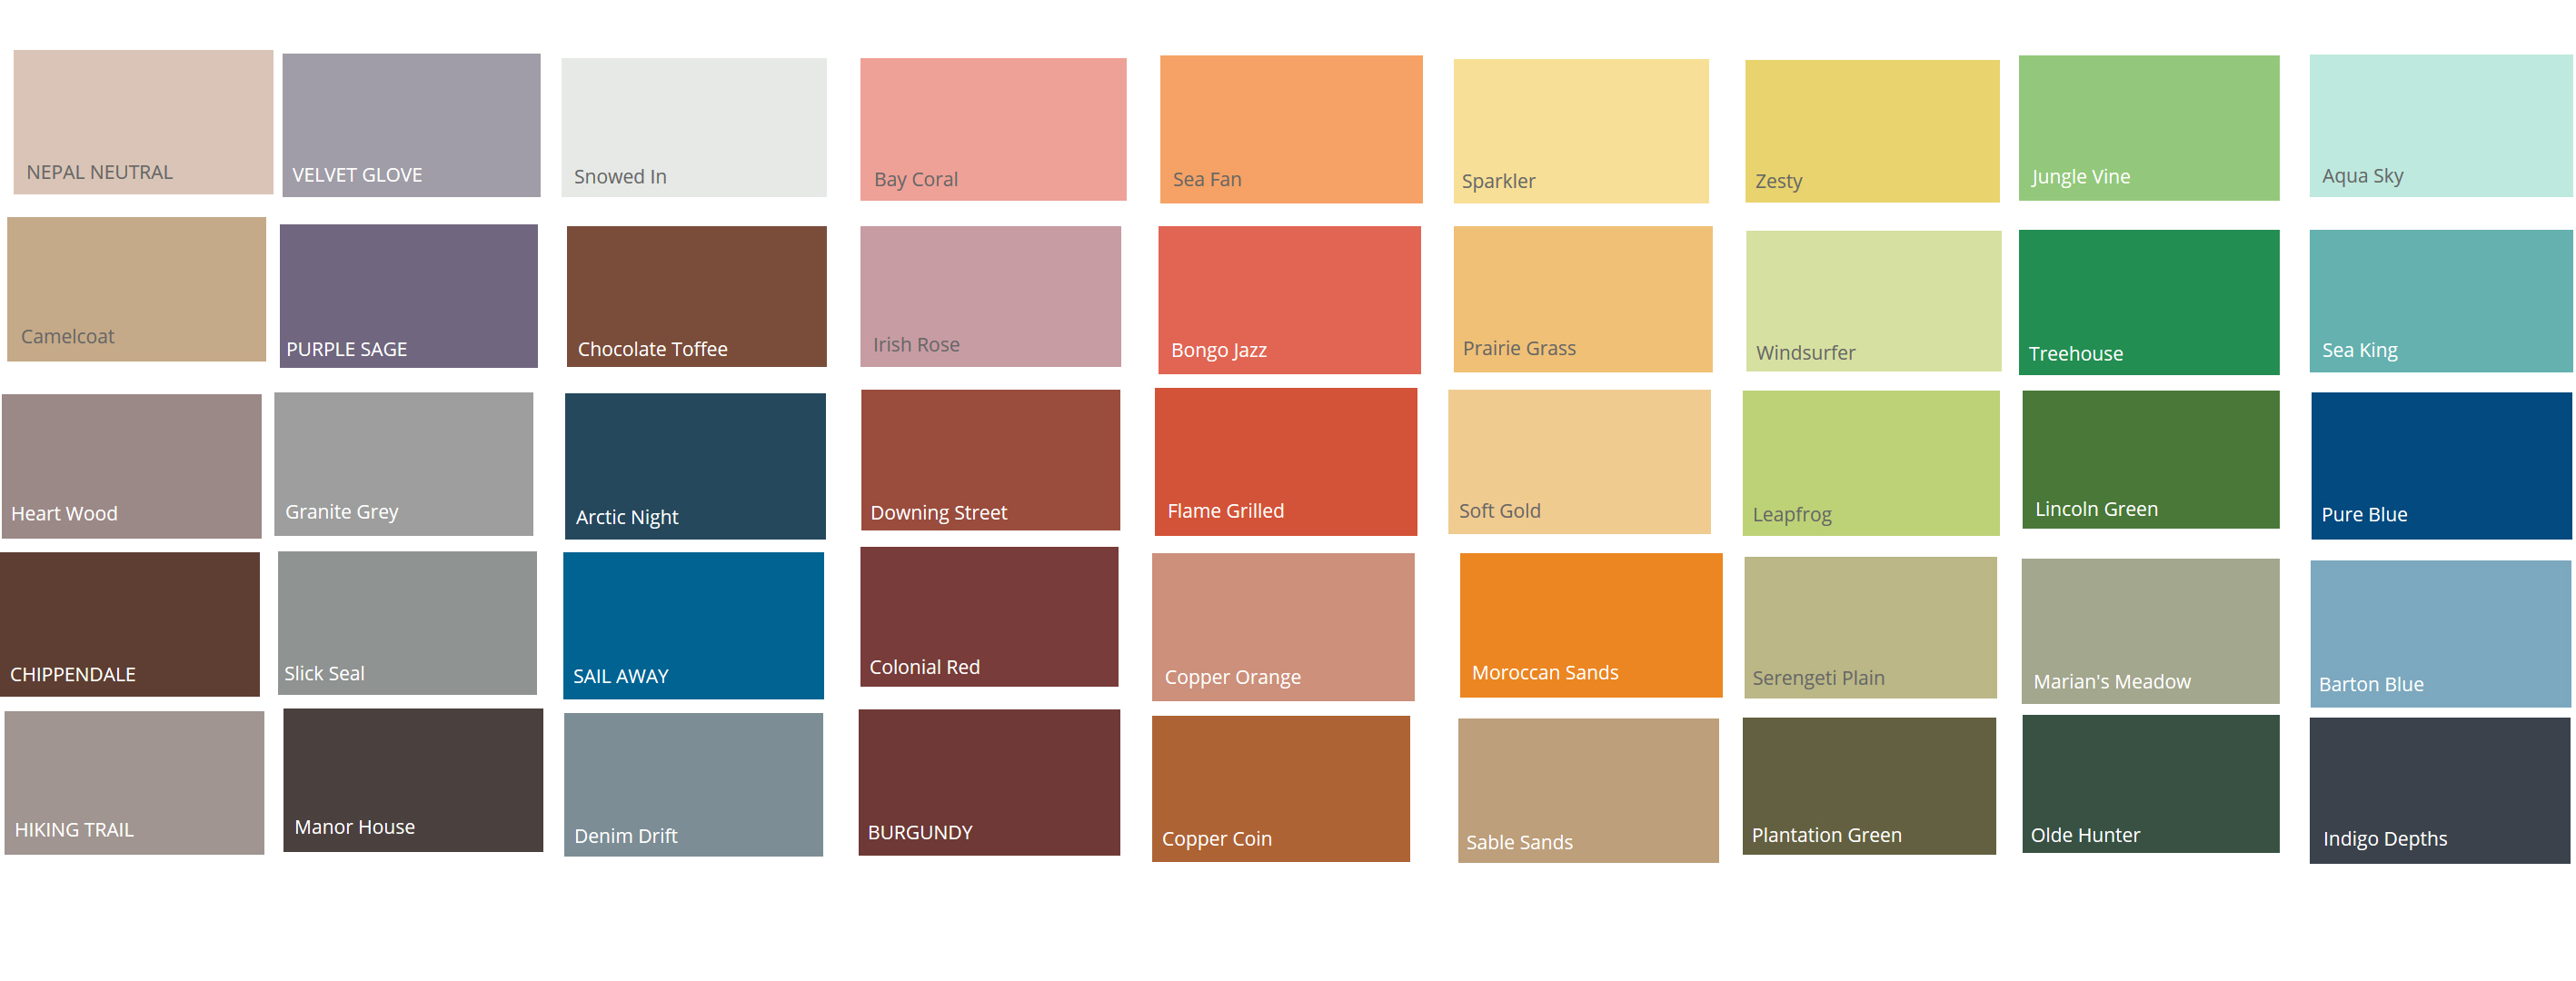 NEPAL NEUTRAL
VELVET GLOVE
Snowed In
Bay Coral
Sea Fan
Sparkler
Zesty
Jungle Vine
Aqua Sky
Camelcoat
PURPLE SAGE
Chocolate Toffee
Irish Rose
Bongo Jazz
Prairie Grass
Windsurfer
Treehouse
Sea King
Heart Wood
Granite Grey
Arctic Night
Downing Street
Flame Grilled
Soft Gold
Leapfrog
Lincoln Green
Pure Blue
CHIPPENDALE
Slick Seal
SAIL AWAY
Colonial Red
Copper Orange
Moroccan Sands
Serengeti Plain
Marian's Meadow
Barton Blue
HIKING TRAIL
Manor House
Denim Drift
BURGUNDY
Copper Coin
Sable Sands
Plantation Green
Olde Hunter
Indigo Depths